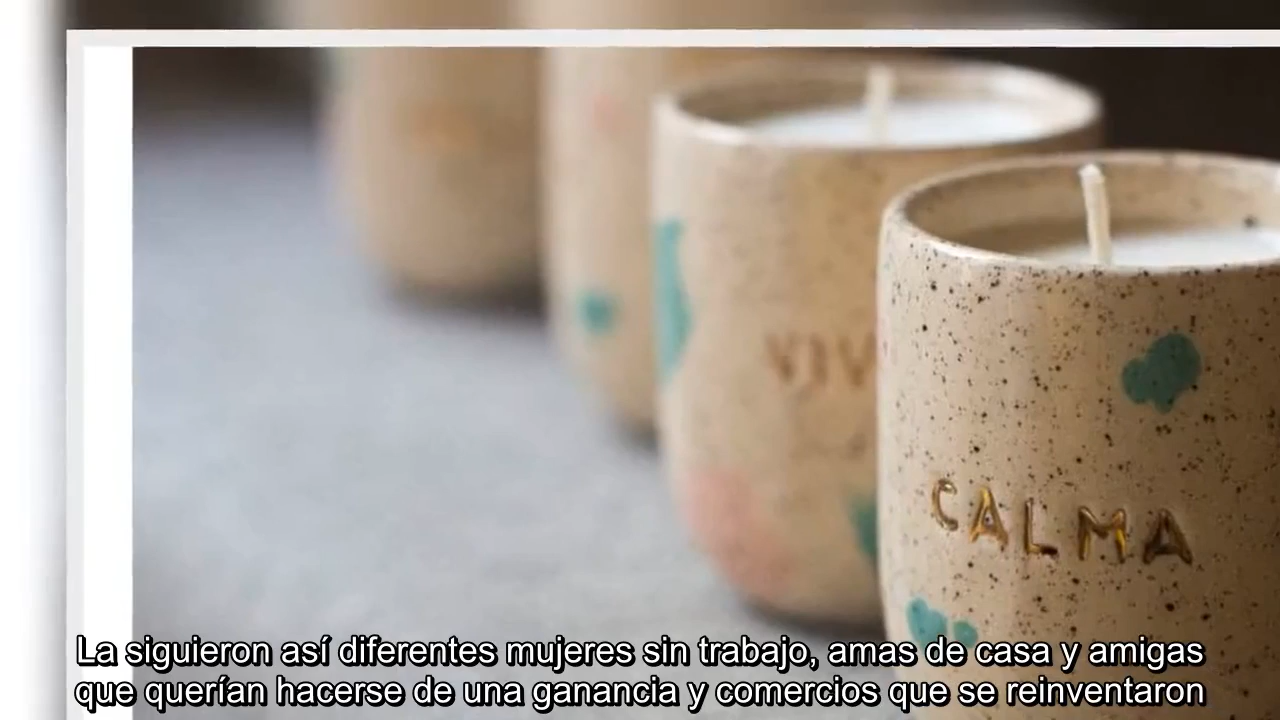 VIV
CALMA
La siguieron así diferentes mujeres sin trabajo, amas de casa y amigas
que querían hacerse de una ganancia y comercios que se reinventaron